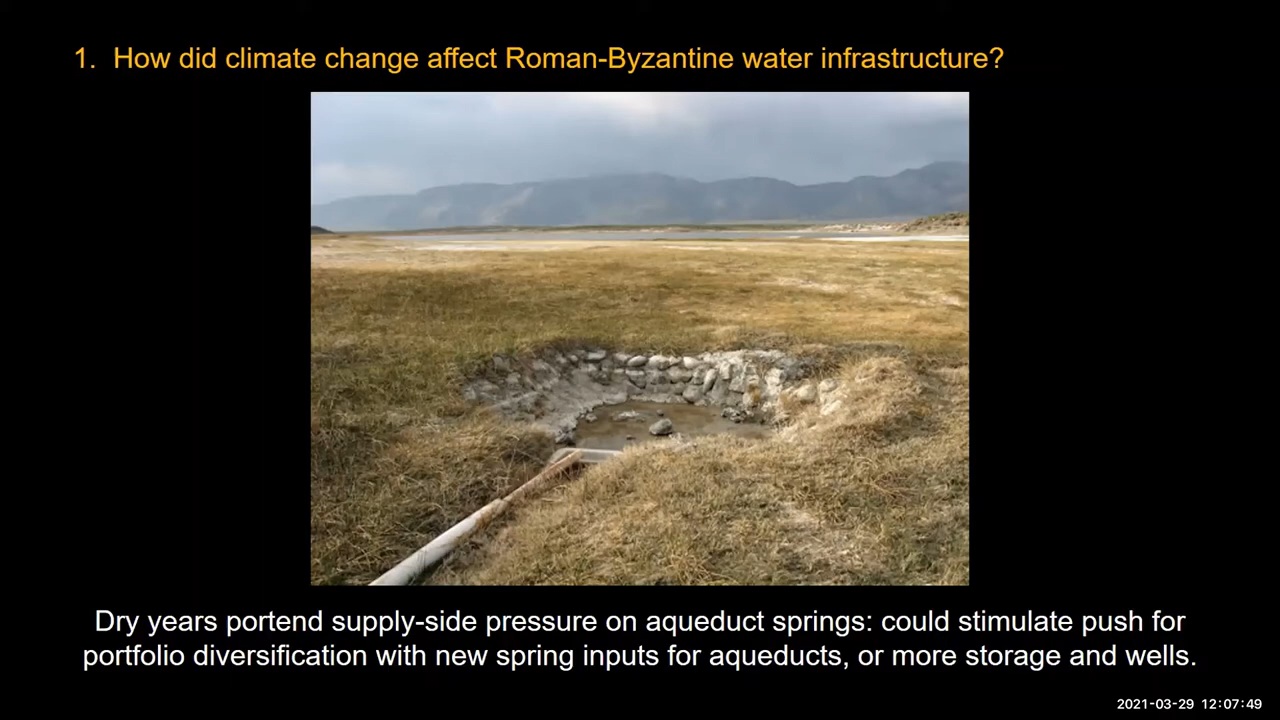 1. How did climate change affect Roman-Byzantine water infrastructure?
Dry years portend supply-side pressure on aqueduct springs: could stimulate push for
portfolio diversification with new spring inputs for aqueducts, or more storage and wells.
2021-03-29 12:07:49